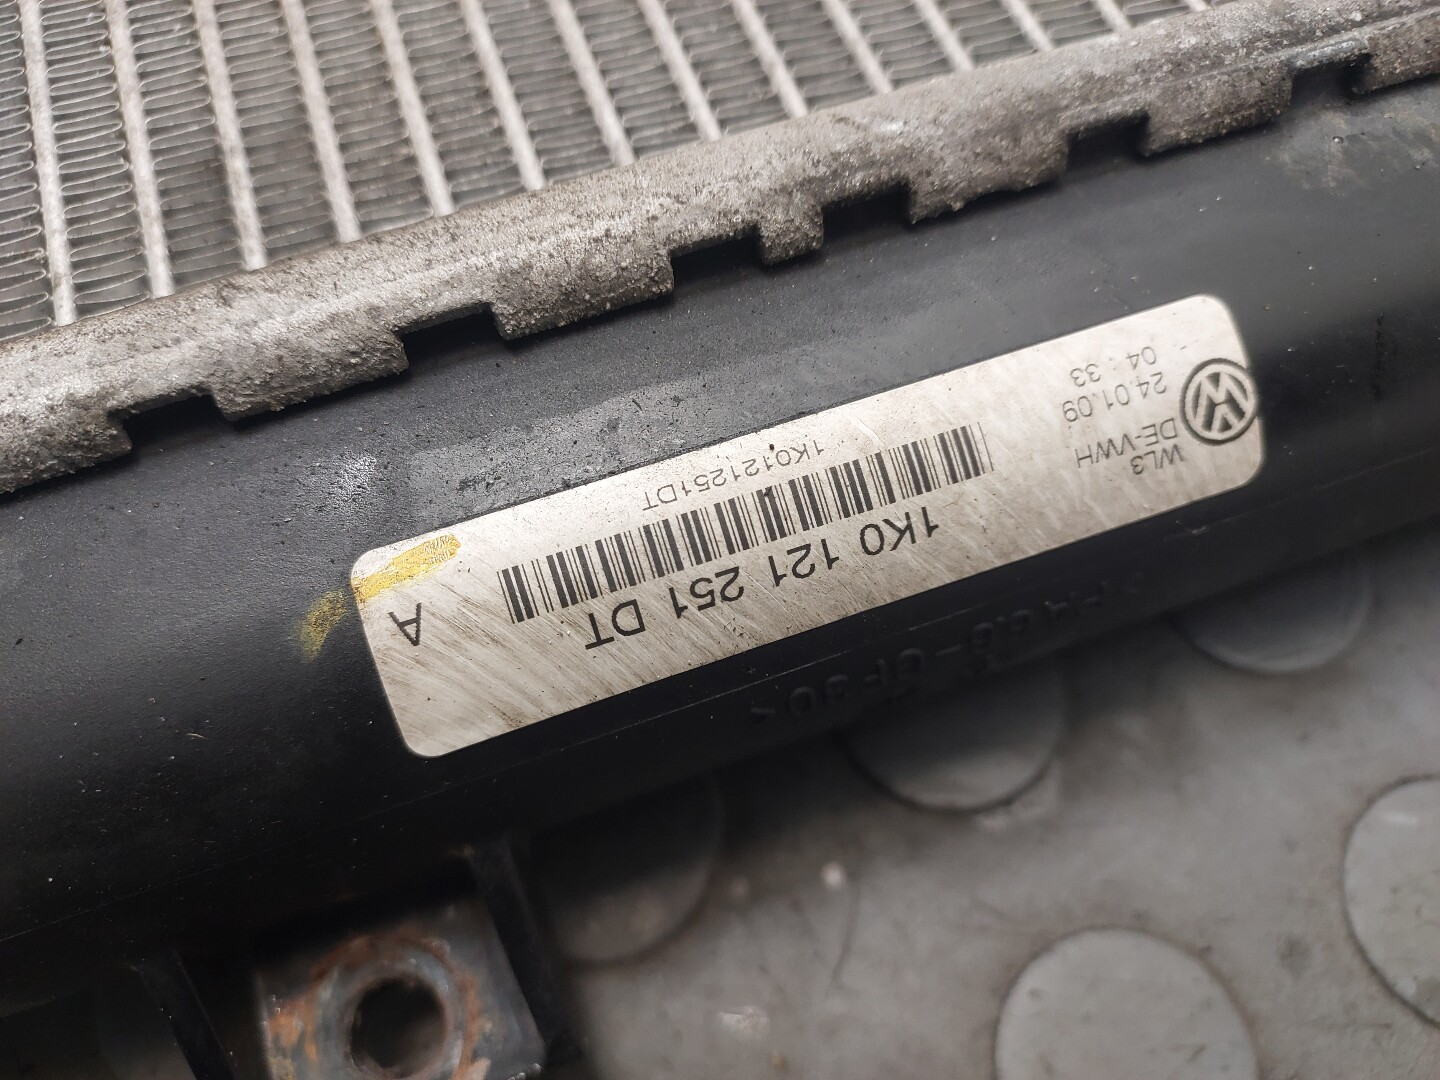 WL3
DE-VWH
24.01.09
04 : 33
1K0 121 251 DT
1K0121251DT
A